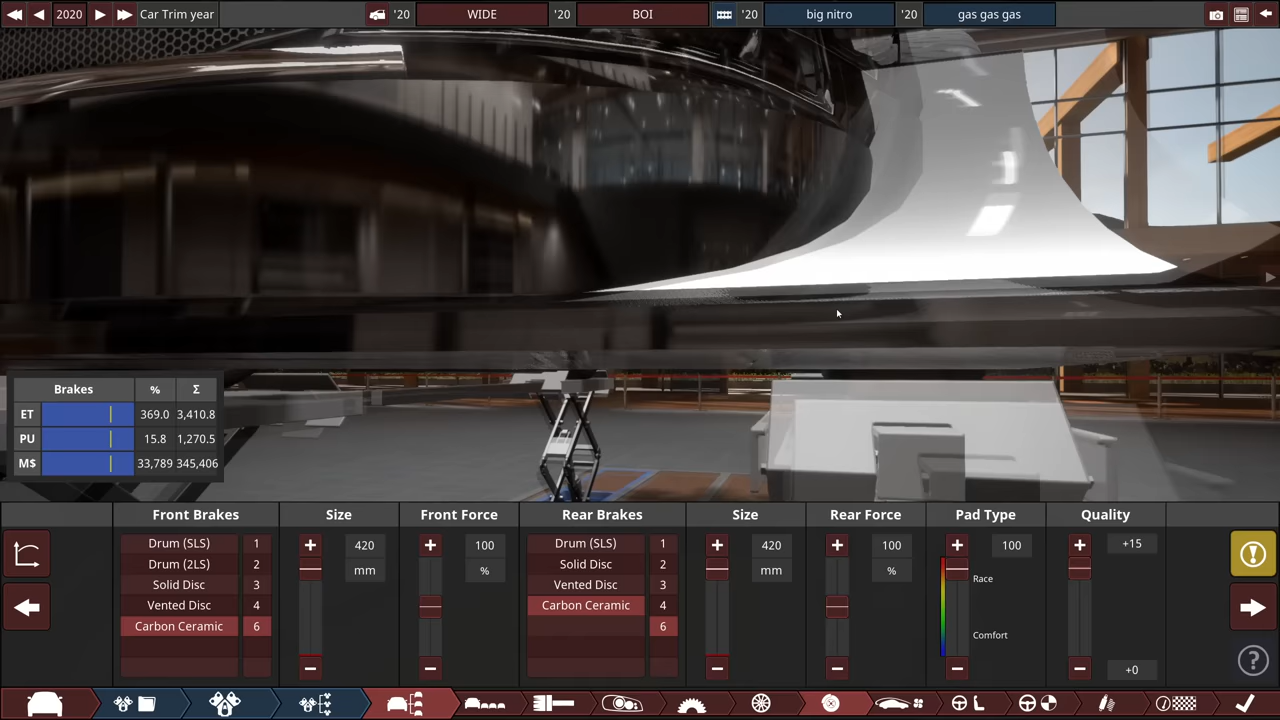 2020 Car Trim year '20 WIDE '20 BOI '20 big nitro '20 gas gas gas
Brakes % Σ
ET 369.0 3,410.8
PU 15.8 1,270.5
M$ 33,789 345,406
Front Brakes Size Front Force Rear Brakes Size Rear Force Pad Type Quality
Drum (SLS) 1 + 420 + 100 Drum (SLS) 1 + 420 + 100 + 100 + +15
Drum (2LS) 2 mm % Solid Disc 2 mm % Race
Solid Disc 3 Vented Disc 3
Vented Disc 4 Carbon Ceramic 4
Carbon Ceramic 6 6 Comfort
− − − − − − +0